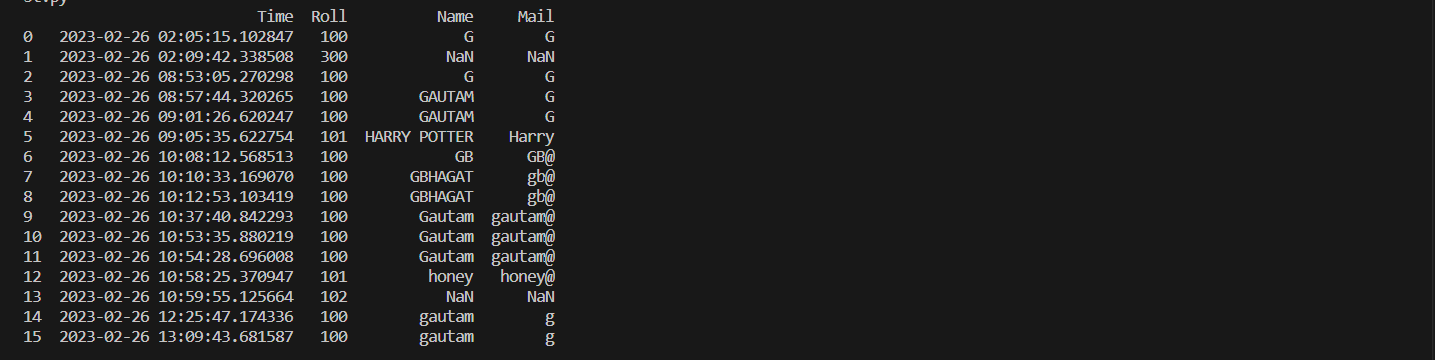 st.py
Time Roll Name Mail
0 2023-02-26 02:05:15.102847 100 G G
1 2023-02-26 02:09:42.338508 300 NaN NaN
2 2023-02-26 08:53:05.270298 100 G G
3 2023-02-26 08:57:44.320265 100 GAUTAM G
4 2023-02-26 09:01:26.620247 100 GAUTAM G
5 2023-02-26 09:05:35.622754 101 HARRY POTTER Harry
6 2023-02-26 10:08:12.568513 100 GB GB@
7 2023-02-26 10:10:33.169070 100 GBHAGAT gb@
8 2023-02-26 10:12:53.103419 100 GBHAGAT gb@
9 2023-02-26 10:37:40.842293 100 Gautam gautam@
10 2023-02-26 10:53:35.880219 100 Gautam gautam@
11 2023-02-26 10:54:28.696008 100 Gautam gautam@
12 2023-02-26 10:58:25.370947 101 honey honey@
13 2023-02-26 10:59:55.125664 102 NaN NaN
14 2023-02-26 12:25:47.174336 100 gautam g
15 2023-02-26 13:09:43.681587 100 gautam g